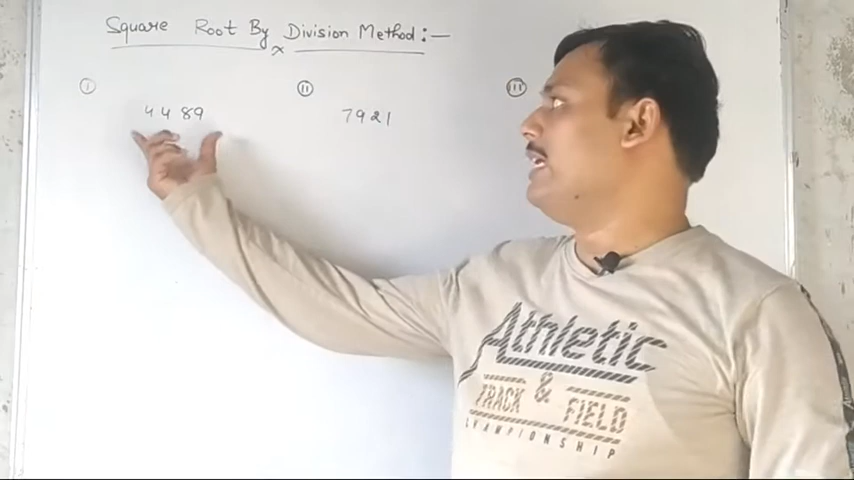 Square Root By Division Method :-
i
4489
ii
7921
iii
Athletic
&
TRACK FIELD
CHAMPIONSHIP